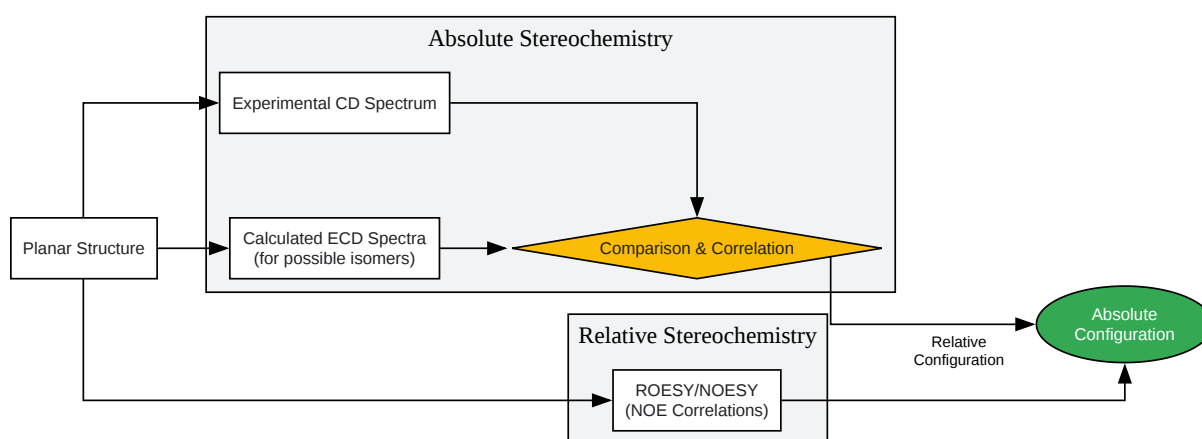 Absolute Stereochemistry
Experimental CD Spectrum
Planar Structure
Calculated ECD Spectra
(for possible isomers)
Comparison & Correlation
Absolute
Configuration
Relative
Configuration
Relative Stereochemistry
ROESY/NOESY
(NOE Correlations)